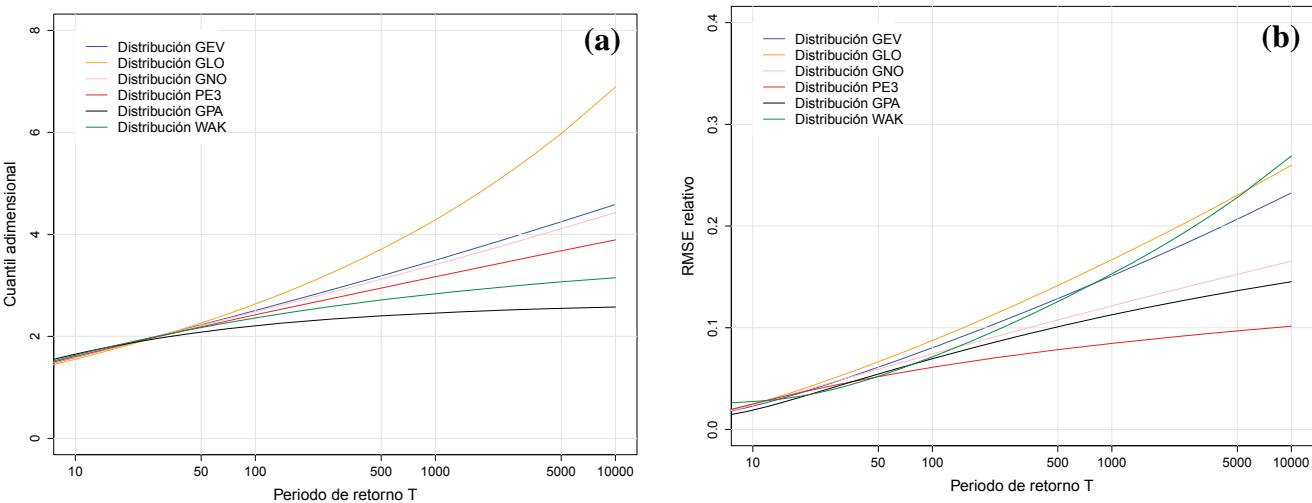 (a)
Distribución GEV
Distribución GLO
Distribución GNO
Distribución PE3
Distribución GPA
Distribución WAK
Cuantil adimensional
8
6
4
2
0
10 50 100 500 1000 5000 10000
Periodo de retorno T
(b)
Distribución GEV
Distribución GLO
Distribución GNO
Distribución PE3
Distribución GPA
Distribución WAK
RMSE relativo
0.4
0.3
0.2
0.1
0.0
10 50 100 500 1000 5000 10000
Periodo de retorno T